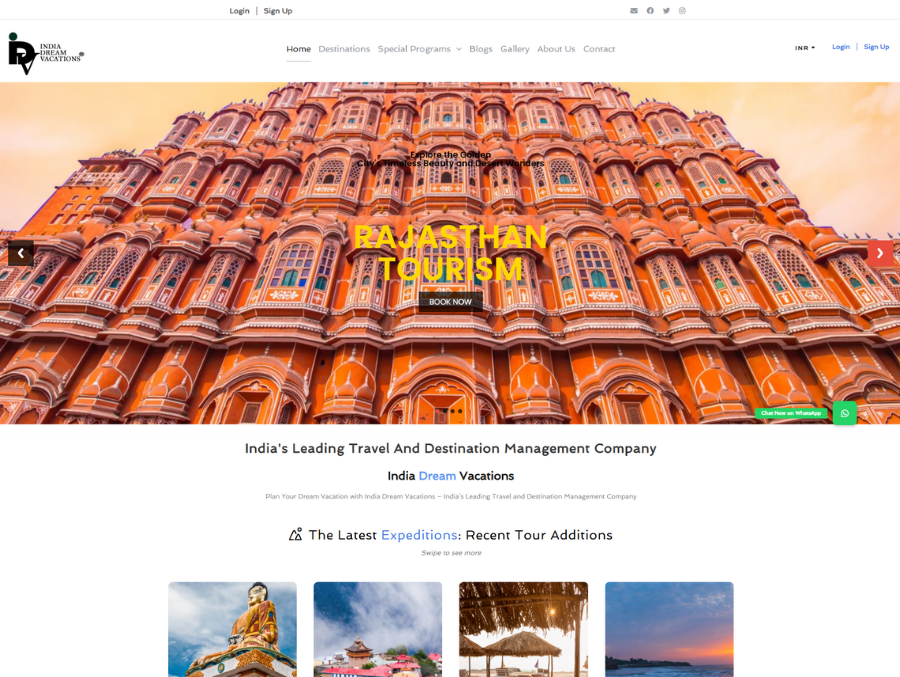 Login | Sign Up
INDIA
DREAM
VACATIONS
Home Destinations Special Programs Blogs Gallery About Us Contact
INR
Login | Sign Up
Explore the Golden
City's Timeless Beauty and Desert Wonders
RAJASTHAN
TOURISM
BOOK NOW
Chat Now on WhatsApp
India's Leading Travel And Destination Management Company
India Dream Vacations
Plan Your Dream Vacation with India Dream Vacations – India's Leading Travel and Destination Management Company
The Latest Expeditions: Recent Tour Additions
Swipe to see more